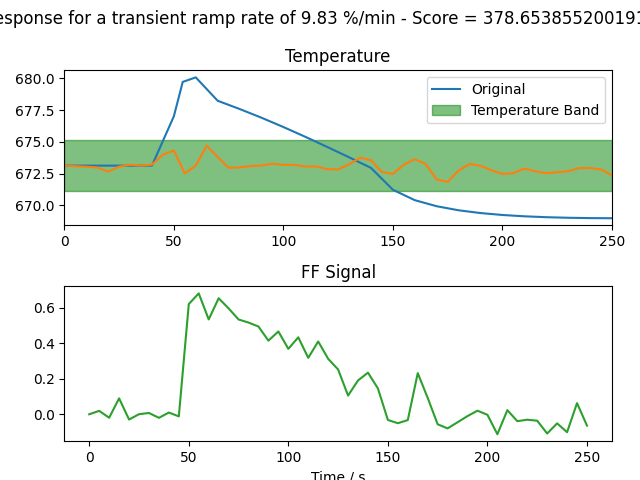 esponse for a transient ramp rate of 9.83 %/min - Score = 378.653855200191
Temperature
680.0
677.5
675.0
672.5
670.0
Original
Temperature Band
0 50 100 150 200 250
FF Signal
0.6
0.4
0.2
0.0
0 50 100 150 200 250
Time / s